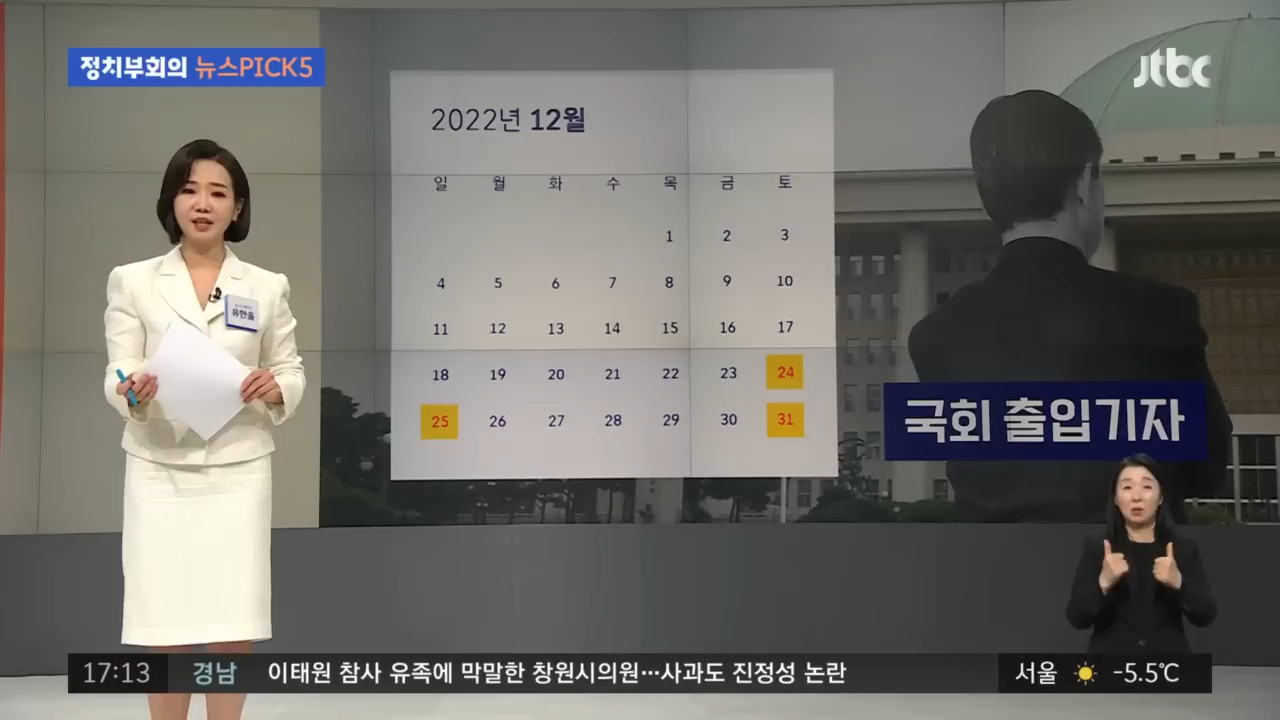 정치부회의 뉴스PICK5
jtbc
2022년 12월
일 월 화 수 목 금 토
1 2 3
4 5 6 7 8 9 10
11 12 13 14 15 16 17
18 19 20 21 22 23 24
25 26 27 28 29 30 31
유한울
국회 출입기자
17:13 경남 이태원 참사 유족에 막말한 창원시의원…사과도 진정성 논란 서울 -5.5℃